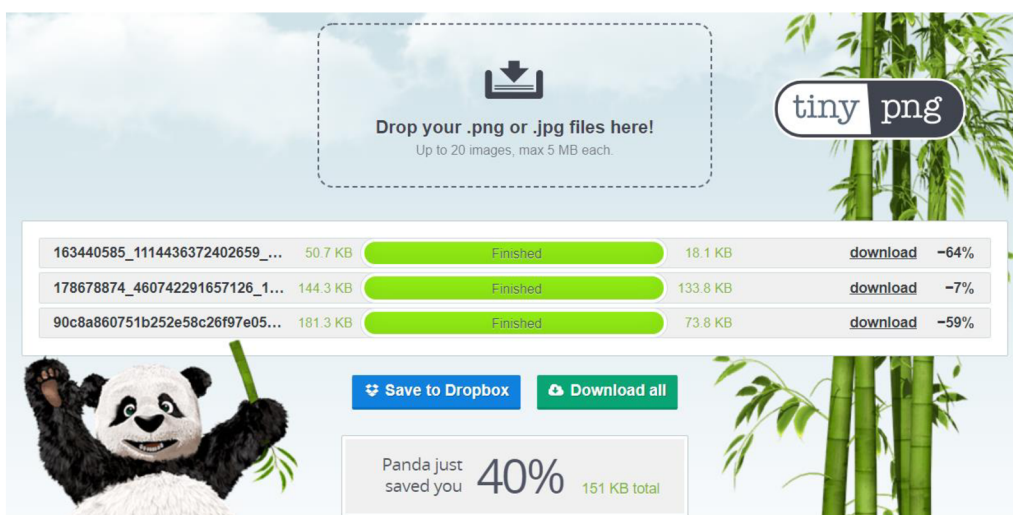 Drop your .png or .jpg files here!
Up to 20 images, max 5 MB each.
tiny png
163440585_1114436372402659_... 50.7 KB Finished 18.1 KB download −64%
178678874_460742291657126_1... 144.3 KB Finished 133.8 KB download −7%
90c8a860751b252e58c26f97e05... 181.3 KB Finished 73.8 KB download −59%
Save to Dropbox Download all
Panda just
saved you 40% 151 KB total